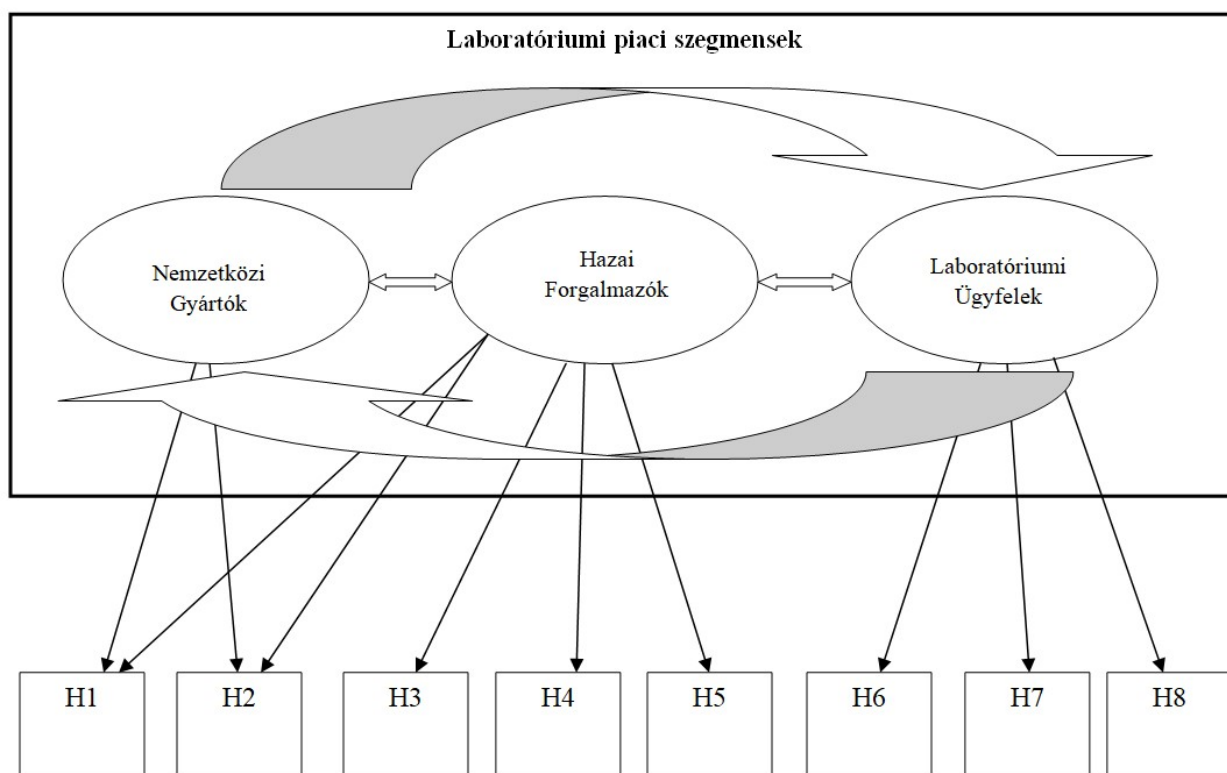 Laboratóriumi piaci szegmensek
Nemzetközi
Gyártók
Hazai
Forgalmazók
Laboratóriumi
Ügyfelek
H1
H2
H3
H4
H5
H6
H7
H8